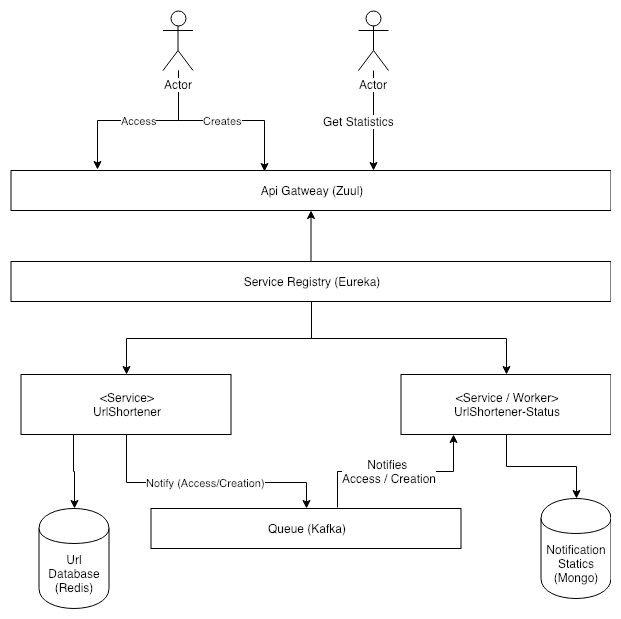 Actor
Actor
Access
Creates
Get Statistics
Api Gatweay (Zuul)
Service Registry (Eureka)
<Service>
UrlShortener
<Service / Worker>
UrlShortener-Status
Notify (Access/Creation)
Notifies
Access / Creation
Queue (Kafka)
Url
Database
(Redis)
Notification
Statics
(Mongo)